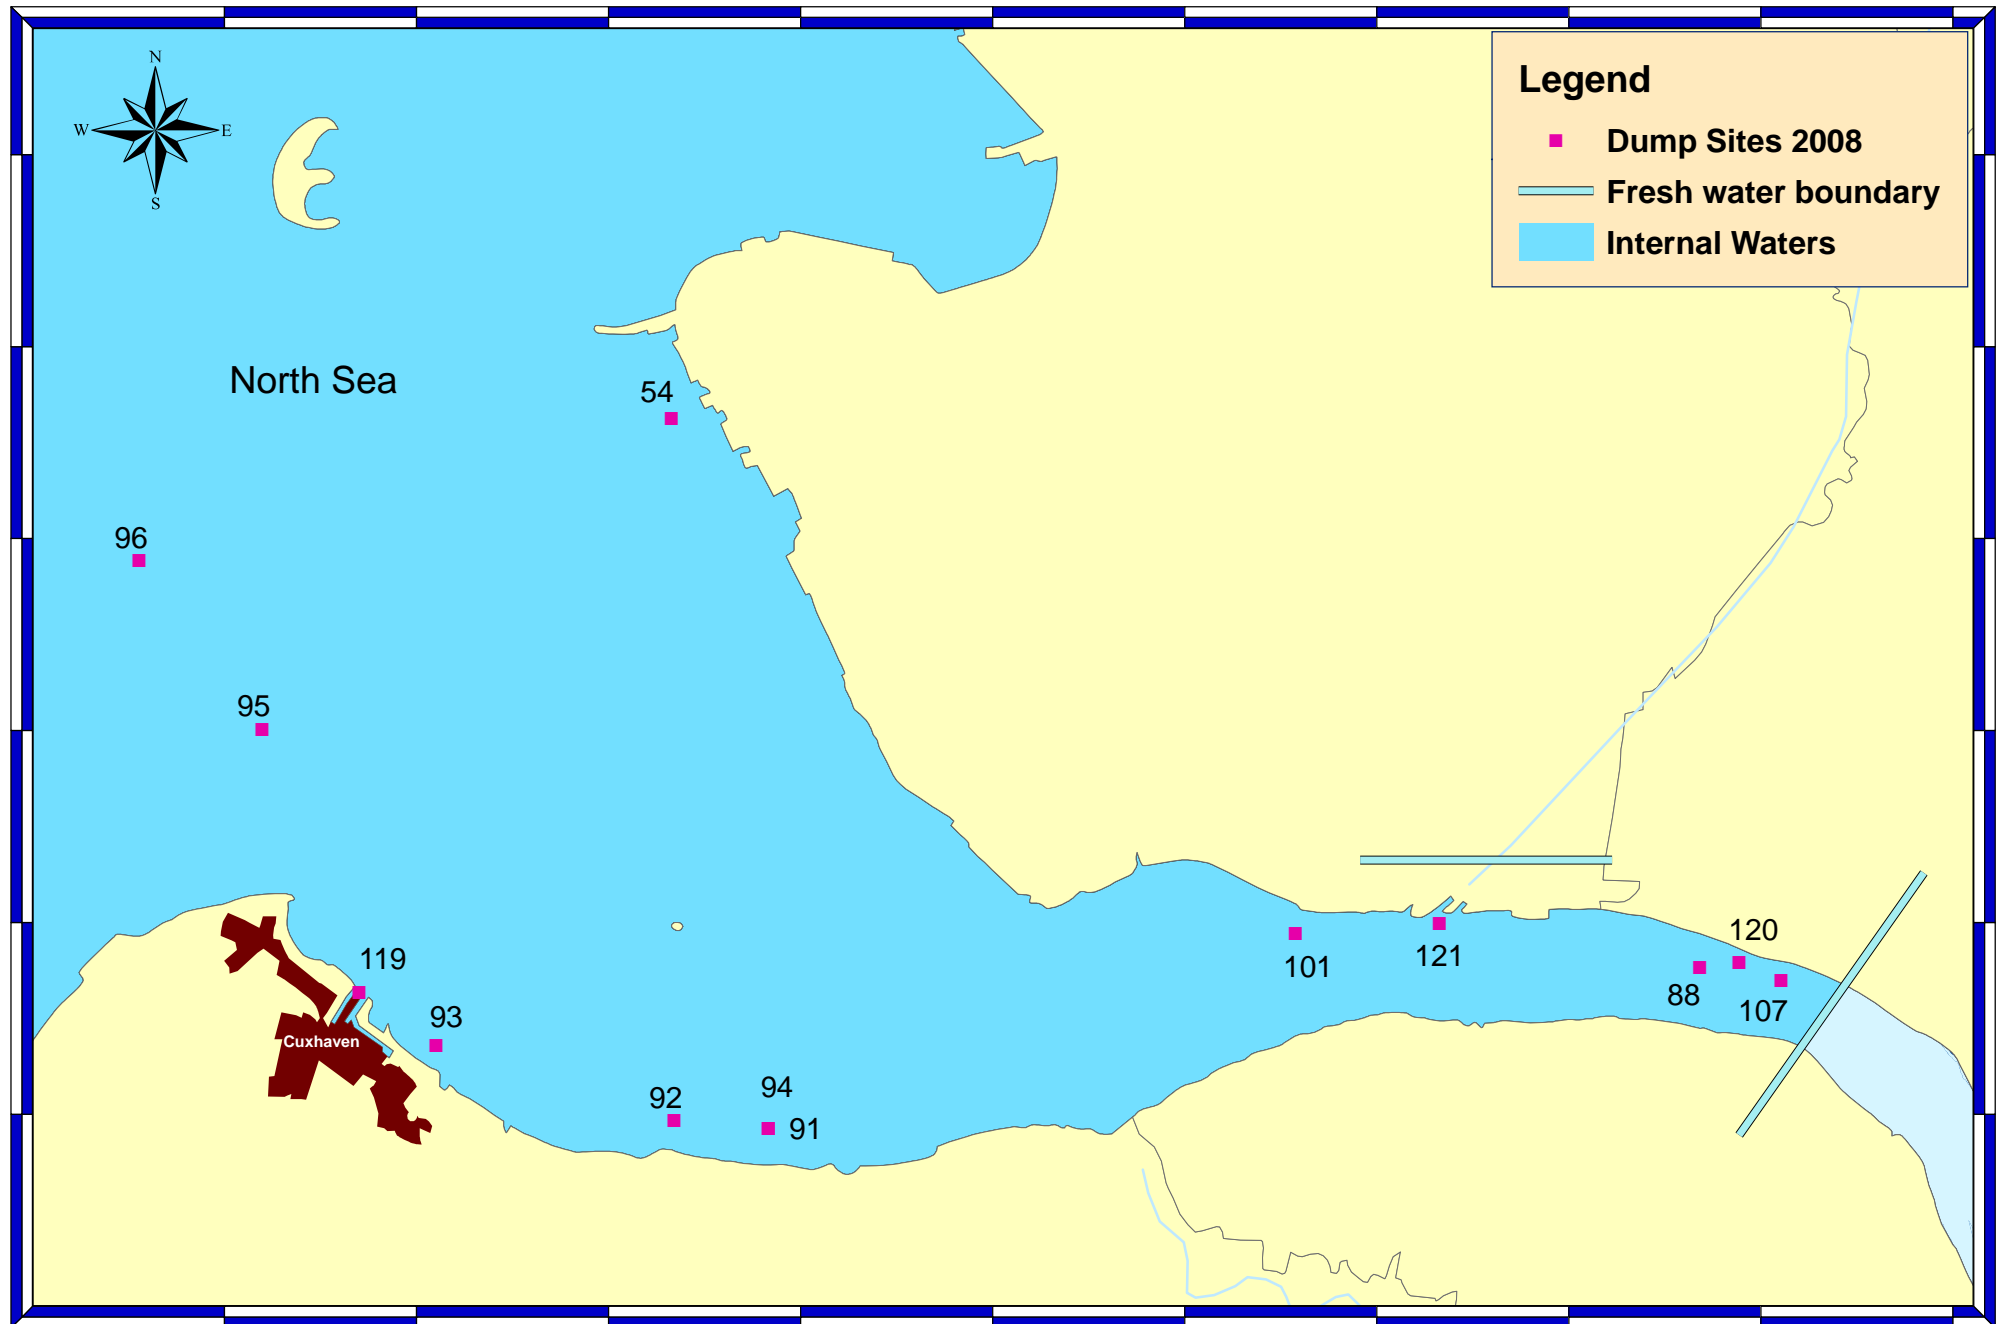 N
W E
S
Legend
Dump Sites 2008
Fresh water boundary
Internal Waters
North Sea
54
96
95
119
93
Cuxhaven
92
94
91
101
121
120
88
107